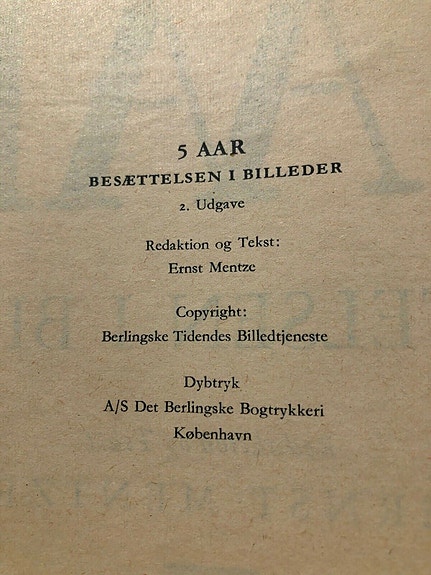 5 AAR
BESÆTTELSEN I BILLEDER
2. Udgave
Redaktion og Tekst:
Ernst Mentze
Copyright:
Berlingske Tidendes Billedtjeneste
Dybtryk
A/S Det Berlingske Bogtrykkeri
København